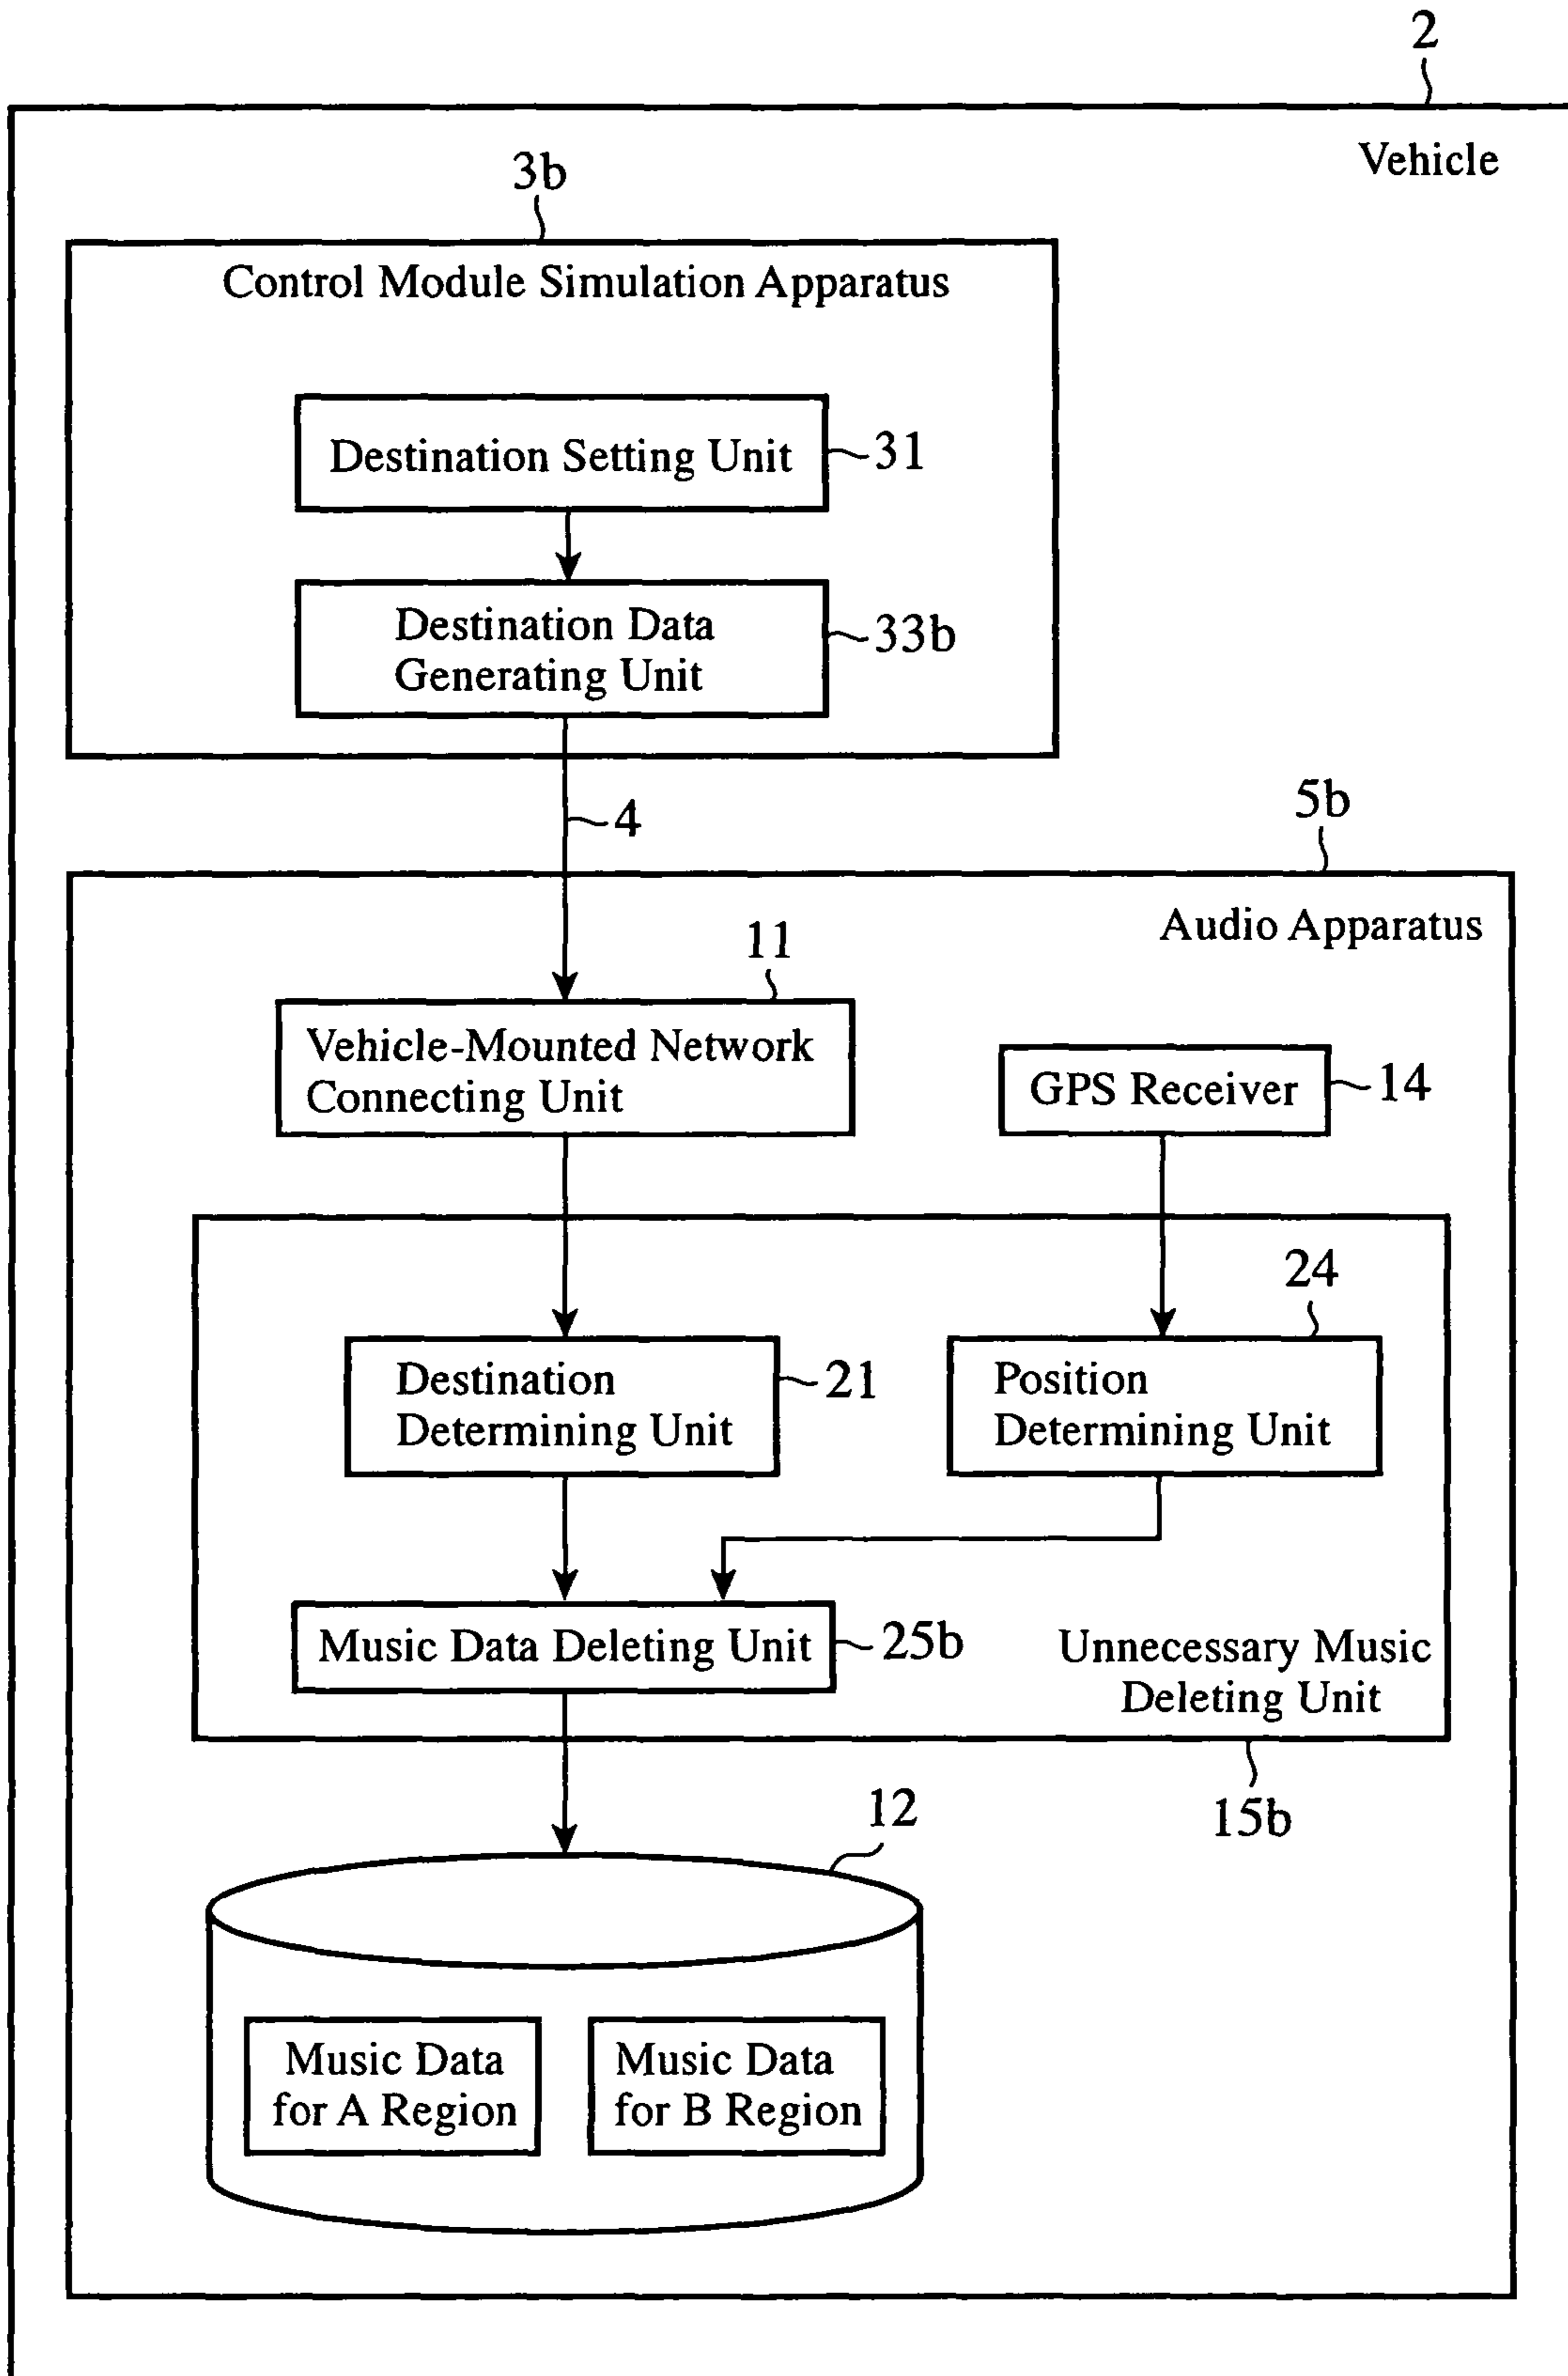 2
Vehicle
3b
Control Module Simulation Apparatus
Destination Setting Unit
31
Destination Data
Generating Unit
33b
4
5b
Audio Apparatus
11
Vehicle-Mounted Network
Connecting Unit
GPS Receiver
14
24
Destination
Determining Unit
21
Position
Determining Unit
Music Data Deleting Unit
25b
Unnecessary Music
Deleting Unit
15b
12
Music Data
for A Region
Music Data
for B Region